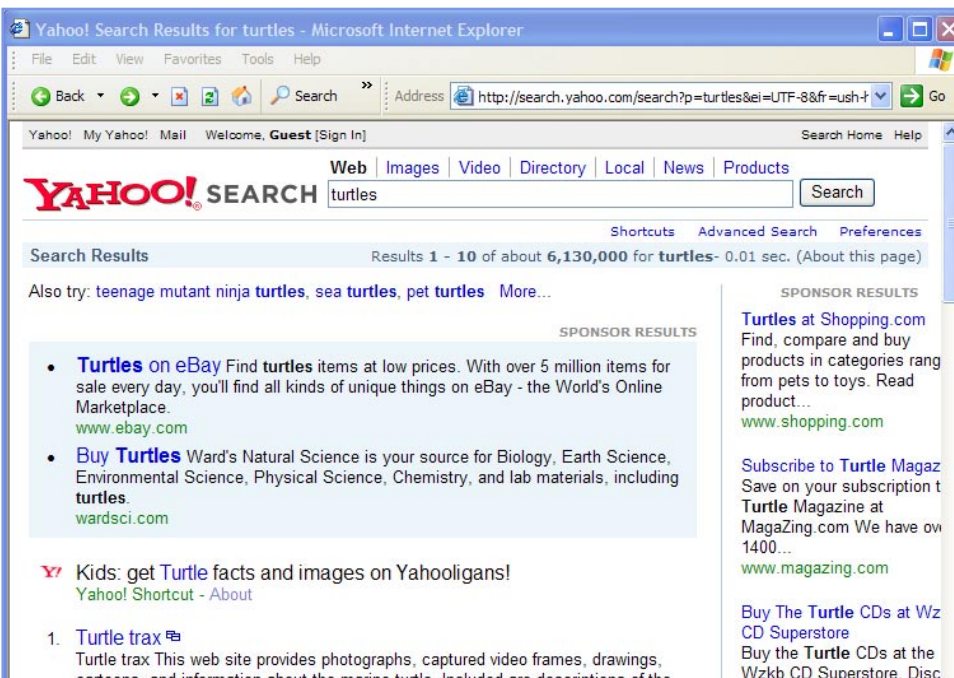 Yahoo! Search Results for turtles - Microsoft Internet Explorer
File Edit View Favorites Tools Help
Back Search » Address http://search.yahoo.com/search?p=turtles&ei=UTF-8&fr=ush-h Go
Yahoo! My Yahoo! Mail Welcome, Guest [Sign In] Search Home Help
Web | Images | Video | Directory | Local | News | Products
YAHOO! SEARCH turtles Search
Shortcuts Advanced Search Preferences
Search Results Results 1 - 10 of about 6,130,000 for turtles- 0.01 sec. (About this page)
Also try: teenage mutant ninja turtles, sea turtles, pet turtles More...
SPONSOR RESULTS
• Turtles on eBay Find turtles items at low prices. With over 5 million items for
sale every day, you'll find all kinds of unique things on eBay - the World's Online
Marketplace.
www.ebay.com
• Buy Turtles Ward's Natural Science is your source for Biology, Earth Science,
Environmental Science, Physical Science, Chemistry, and lab materials, including
turtles.
wardsci.com
Y! Kids: get Turtle facts and images on Yahooligans!
Yahoo! Shortcut - About
1. Turtle trax
Turtle trax This web site provides photographs, captured video frames, drawings,
cartoons, and information about the marine turtle. Included are descriptions of the
SPONSOR RESULTS
Turtles at Shopping.com
Find, compare and buy
products in categories rang
from pets to toys. Read
product...
www.shopping.com
Subscribe to Turtle Magaz
Save on your subscription t
Turtle Magazine at
MagaZing.com We have ov
1400...
www.magazing.com
Buy The Turtle CDs at Wz
CD Superstore
Buy the Turtle CDs at the
Wzkb CD Superstore. Disc